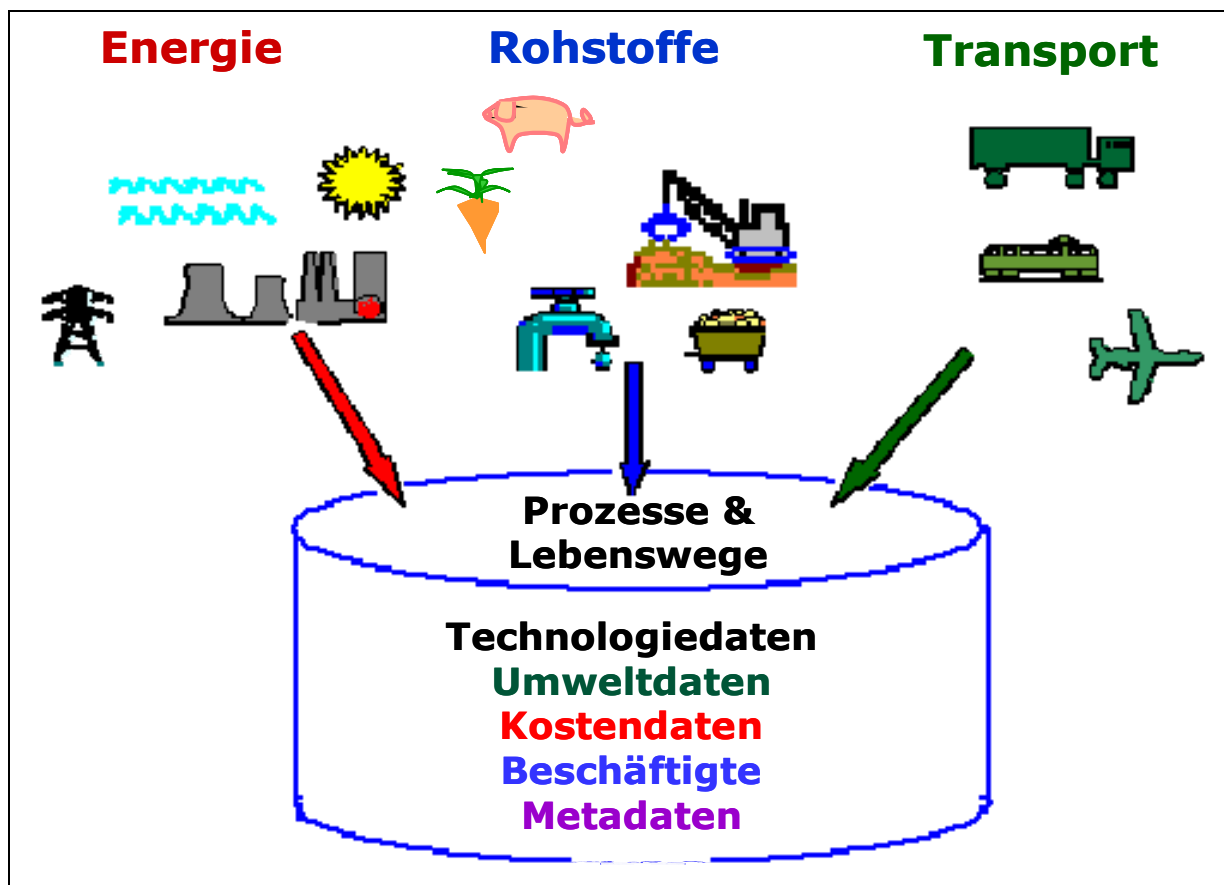 Energie
Rohstoffe
Transport
Prozesse &
Lebenswege
Technologiedaten
Umweltdaten
Kostendaten
Beschäftigte
Metadaten